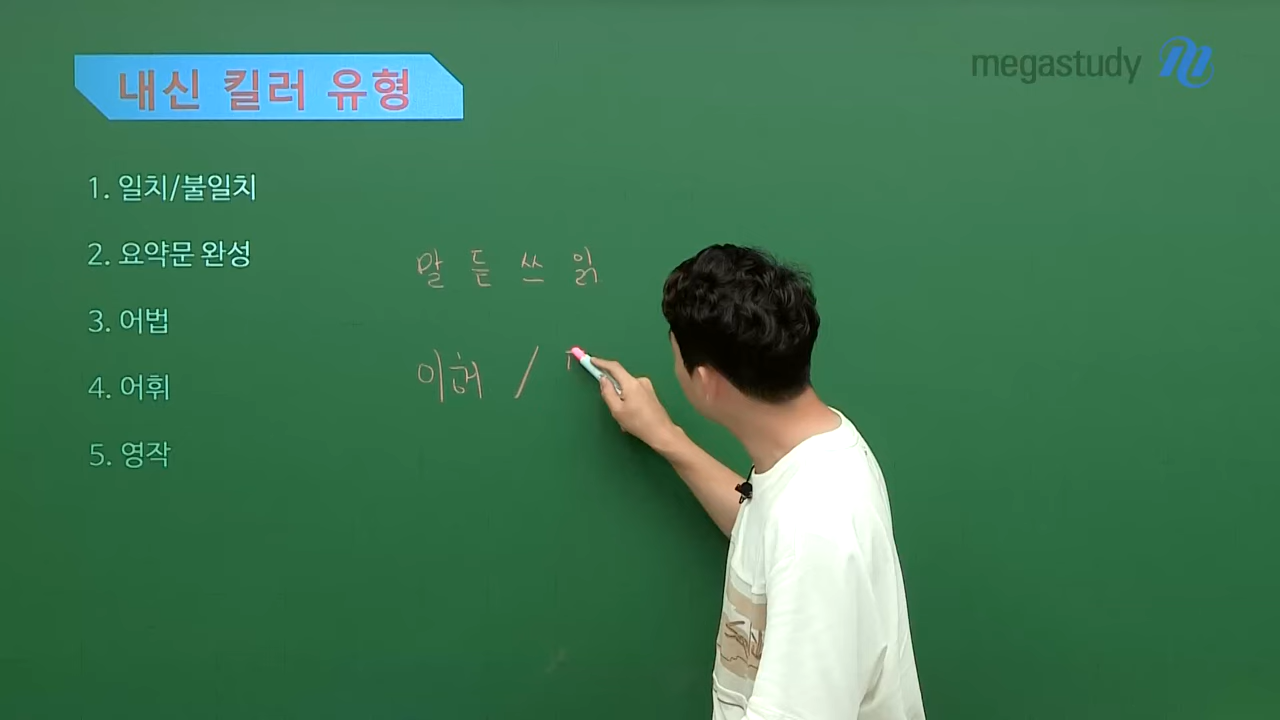 내신 킬러 유형
megastudy
1. 일치/불일치
2. 요약문 완성
3. 어법
4. 어휘
5. 영작
말 듣 쓰 읽
이해 /